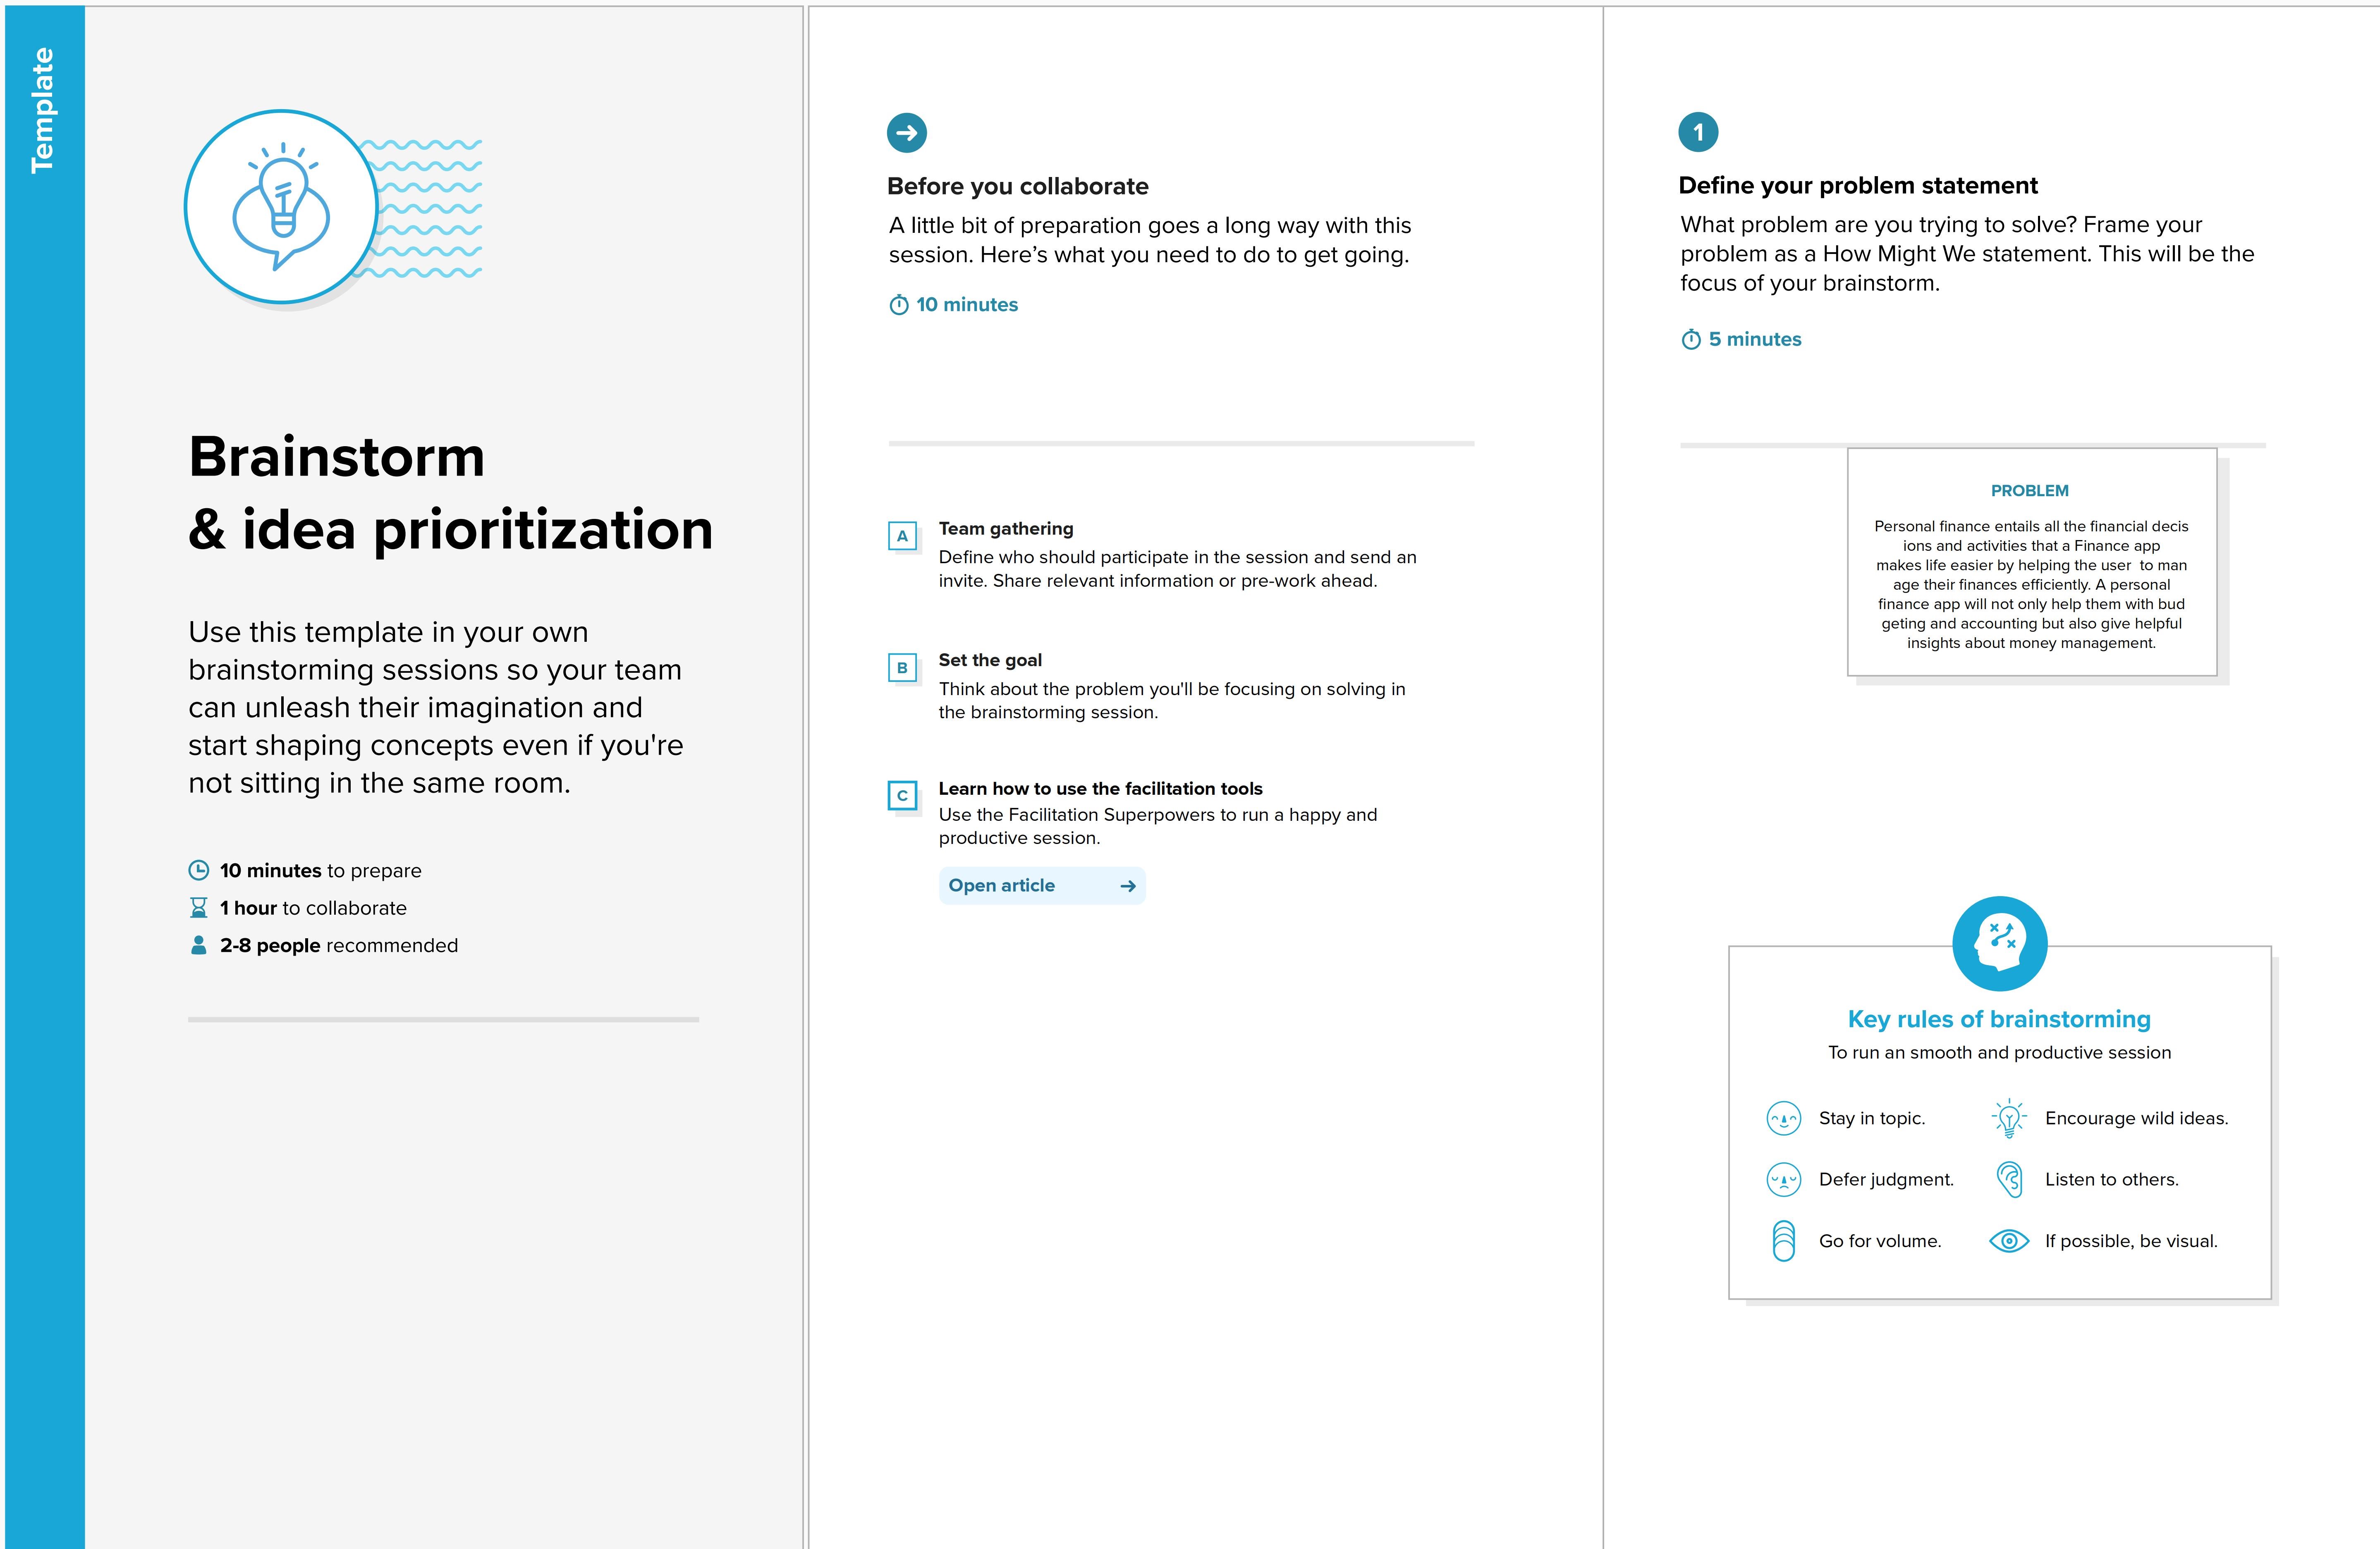 Template
Brainstorm
& idea prioritization
Use this template in your own
brainstorming sessions so your team
can unleash their imagination and
start shaping concepts even if you're
not sitting in the same room.
10 minutes to prepare
1 hour to collaborate
2-8 people recommended
Before you collaborate
A little bit of preparation goes a long way with this
session. Here’s what you need to do to get going.
10 minutes
A
Team gathering
Define who should participate in the session and send an
invite. Share relevant information or pre-work ahead.
B
Set the goal
Think about the problem you'll be focusing on solving in
the brainstorming session.
C
Learn how to use the facilitation tools
Use the Facilitation Superpowers to run a happy and
productive session.
Open article
1
Define your problem statement
What problem are you trying to solve? Frame your
problem as a How Might We statement. This will be the
focus of your brainstorm.
5 minutes
PROBLEM
Personal finance entails all the financial decis
ions and activities that a Finance app
makes life easier by helping the user  to man
age their finances efficiently. A personal
finance app will not only help them with bud
geting and accounting but also give helpful
insights about money management.
Key rules of brainstorming
To run an smooth and productive session
Stay in topic.
Encourage wild ideas.
Defer judgment.
Listen to others.
Go for volume.
If possible, be visual.